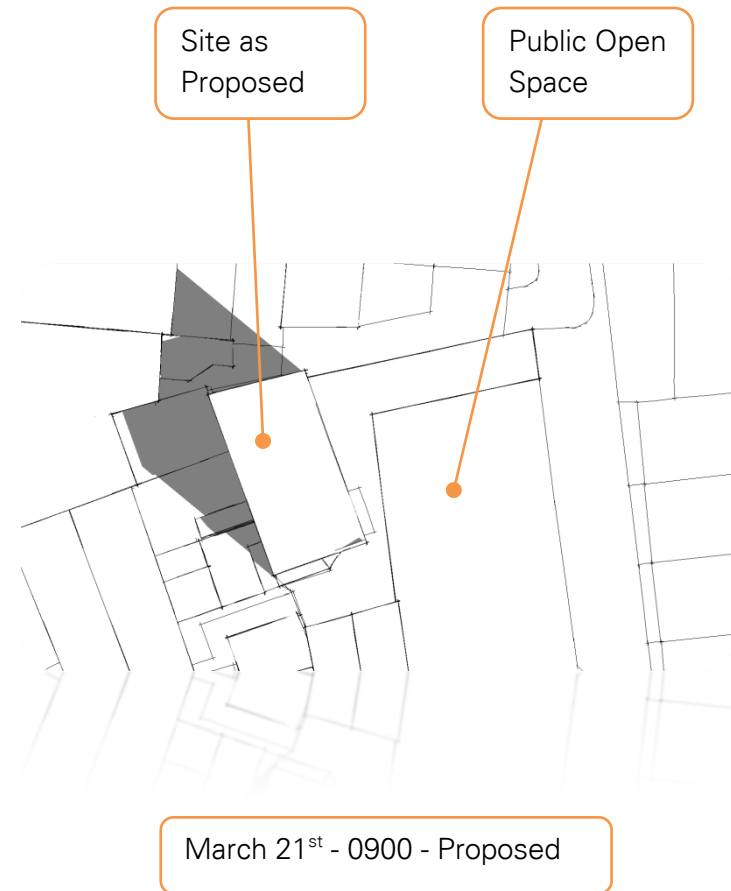 Site as
Proposed
Public Open
Space
March 21st - 0900 - Proposed